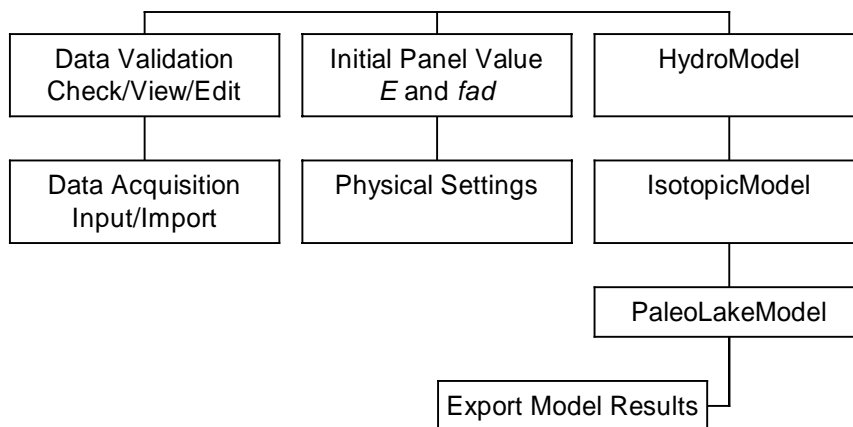 Data Validation
Check/View/Edit
Initial Panel Value
E and fad
HydroModel
Data Acquisition
Input/Import
Physical Settings
IsotopicModel
PaleoLakeModel
Export Model Results